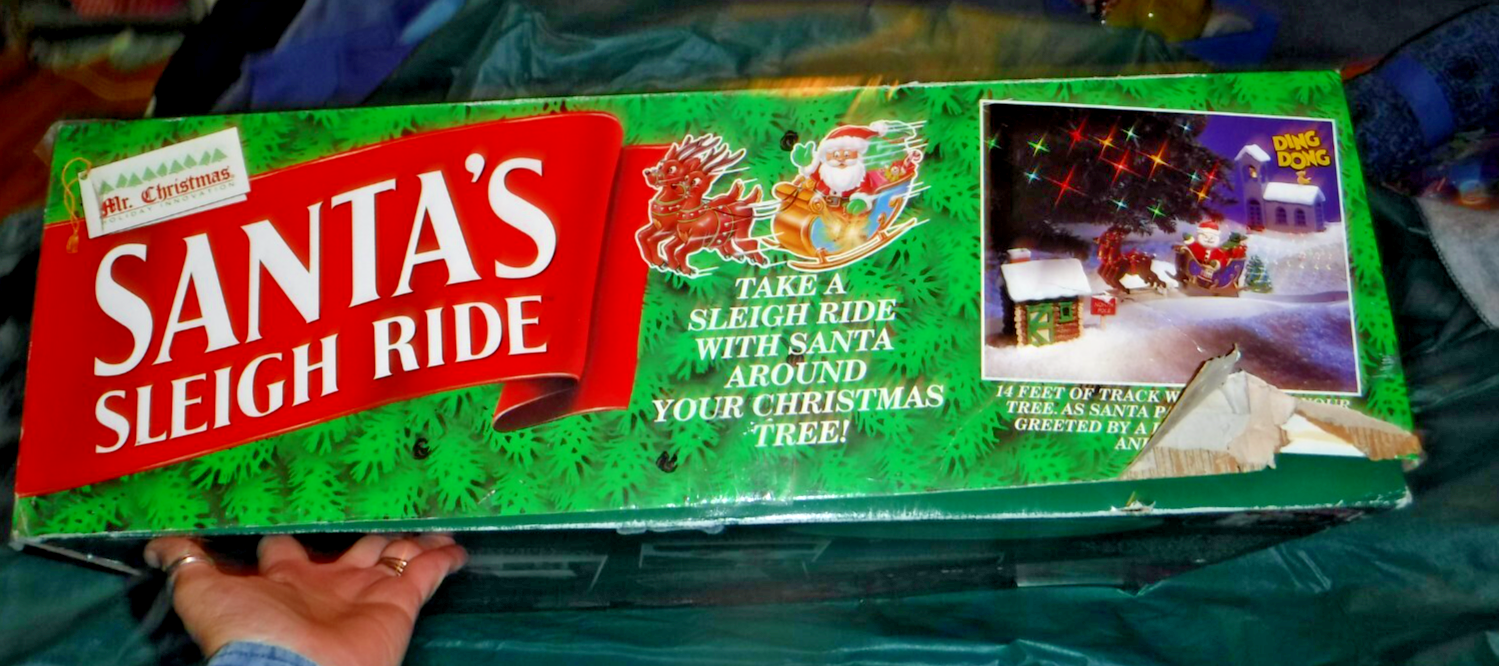 Mr. Christmas®
HOLIDAY INNOVATION
SANTA'S
SLEIGH RIDE
TAKE A
SLEIGH RIDE
WITH SANTA
AROUND
YOUR CHRISTMAS
TREE!
DING
DONG
14 FEET OF TRACK
YOUR
TREE. AS SANTA
GREETED BY A